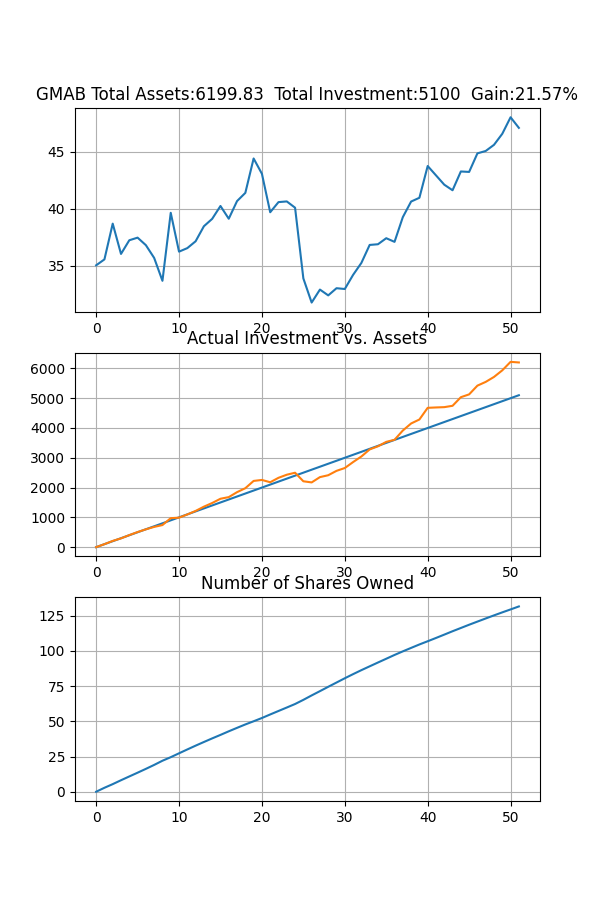 GMAB Total Assets:6199.83  Total Investment:5100  Gain:21.57%
45
40
35
0 10 20 30 40 50
Actual Investment vs. Assets
6000
5000
4000
3000
2000
1000
0
0 10 20 30 40 50
Number of Shares Owned
125
100
75
50
25
0
0 10 20 30 40 50